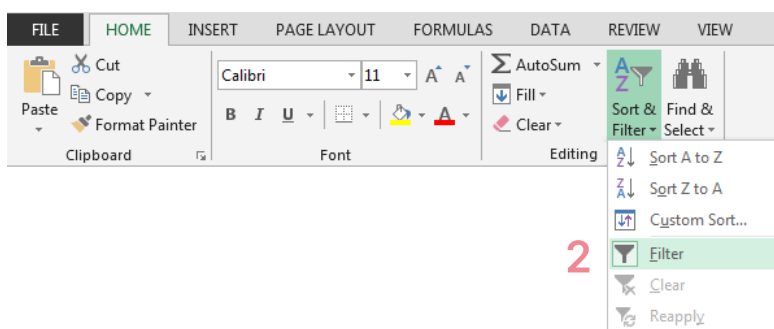 FILE HOME INSERT PAGE LAYOUT FORMULAS DATA REVIEW VIEW
Paste
Cut
Copy
Format Painter
Clipboard
Calibri 11 A A
B I U A
Font
AutoSum
Fill
Clear
Editing
Sort & Filter
Find & Select
Sort A to Z
Sort Z to A
Custom Sort...
2 Filter
Clear
Reapply